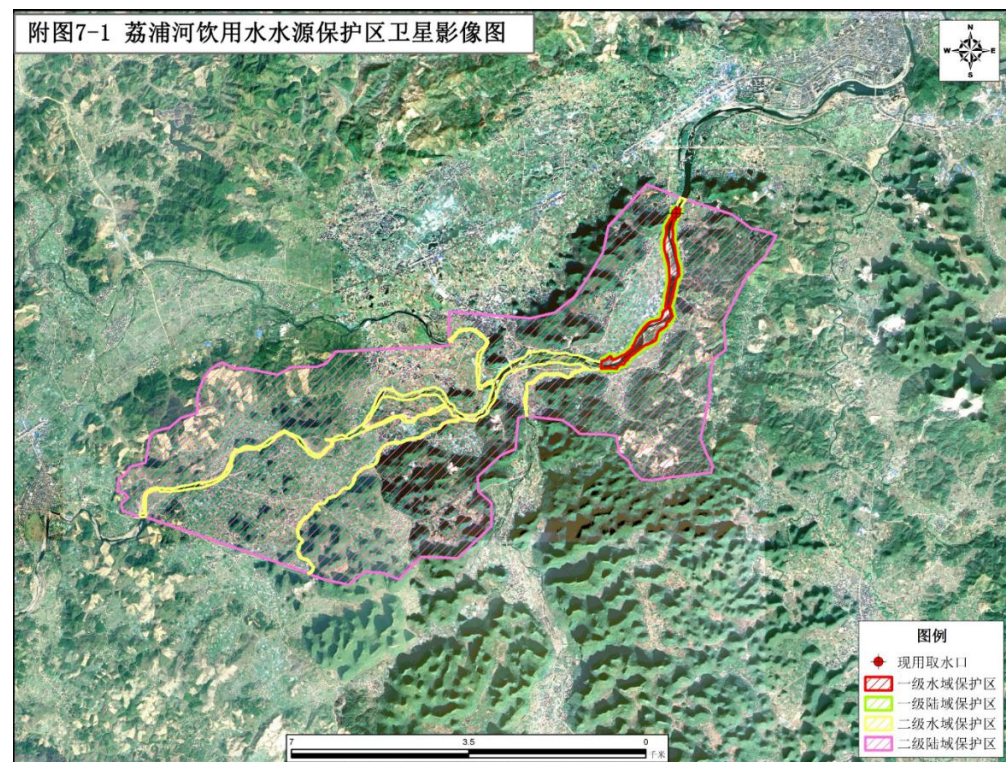 附图7-1 荔浦河饮用水水源保护区卫星影像图
N
W E
S
图例
现用取水口
一级水域保护区
一级陆域保护区
二级水域保护区
二级陆域保护区
7 3.5 0
千米